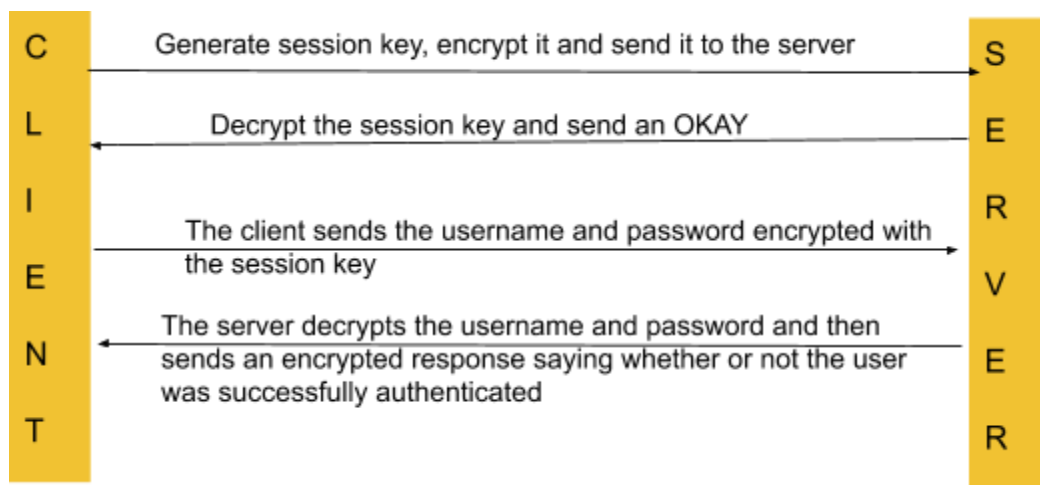 C
L
I
E
N
T
Generate session key, encrypt it and send it to the server
Decrypt the session key and send an OKAY
The client sends the username and password encrypted with
the session key
The server decrypts the username and password and then
sends an encrypted response saying whether or not the user
was successfully authenticated
S
E
R
V
E
R